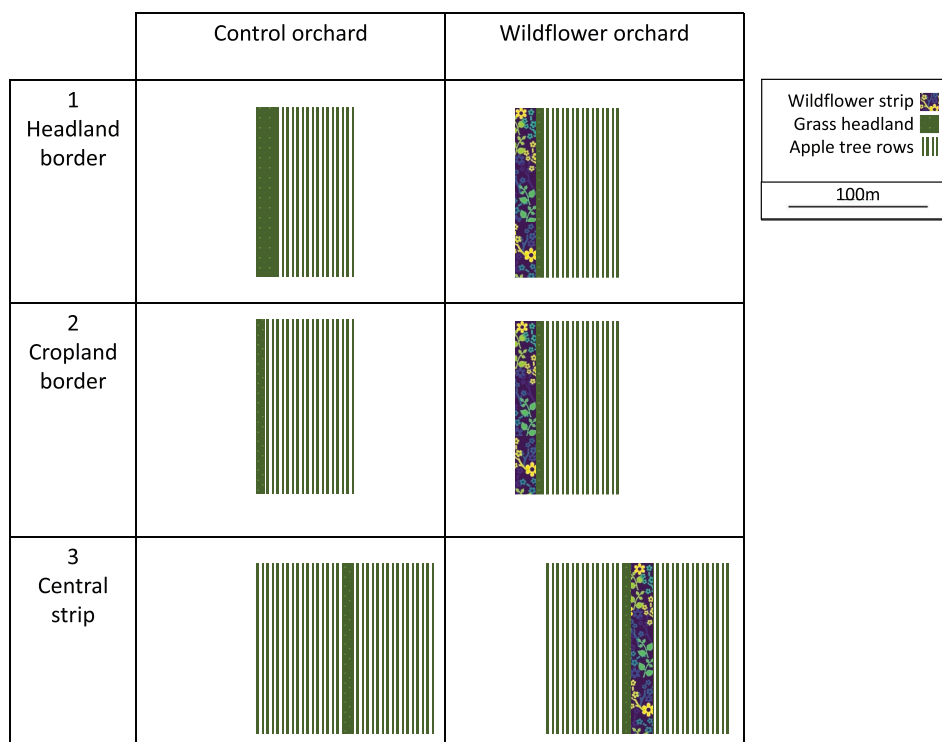 Control orchard
Wildflower orchard
1
Headland
border
2
Cropland
border
3
Central
strip
Wildflower strip
Grass headland
Apple tree rows
100m